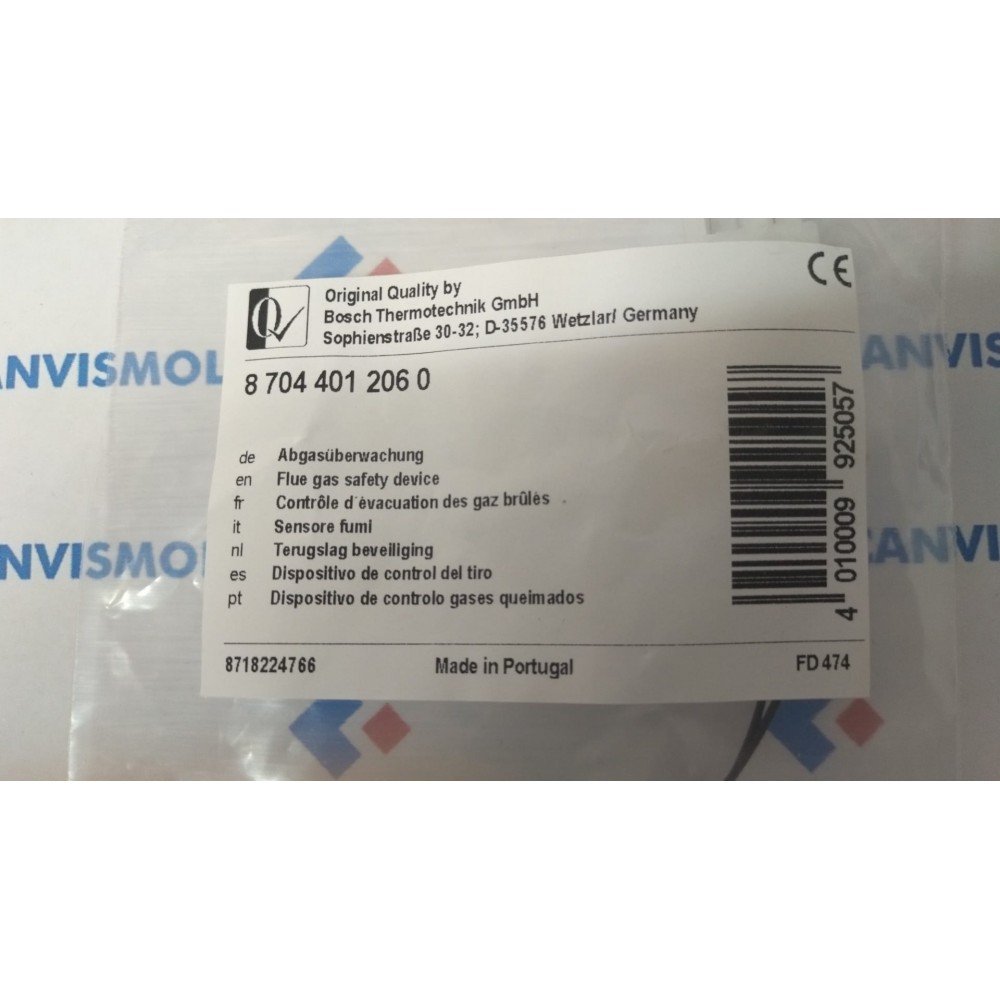 Original Quality by
Bosch Thermotechnik GmbH
Sophienstraße 30-32; D-35576 Wetzlar/ Germany
CE
8 704 401 206 0
de Abgasüberwachung
en Flue gas safety device
fr Contrôle d'évacuation des gaz brûlés
it Sensore fumi
nl Terugslag beveiliging
es Dispositivo de control del tiro
pt Dispositivo de controlo gases queimados
4 010009 925057
8718224766 Made in Portugal FD 474
ANVISMOL
ANVIS
ANVISMO
CANVI